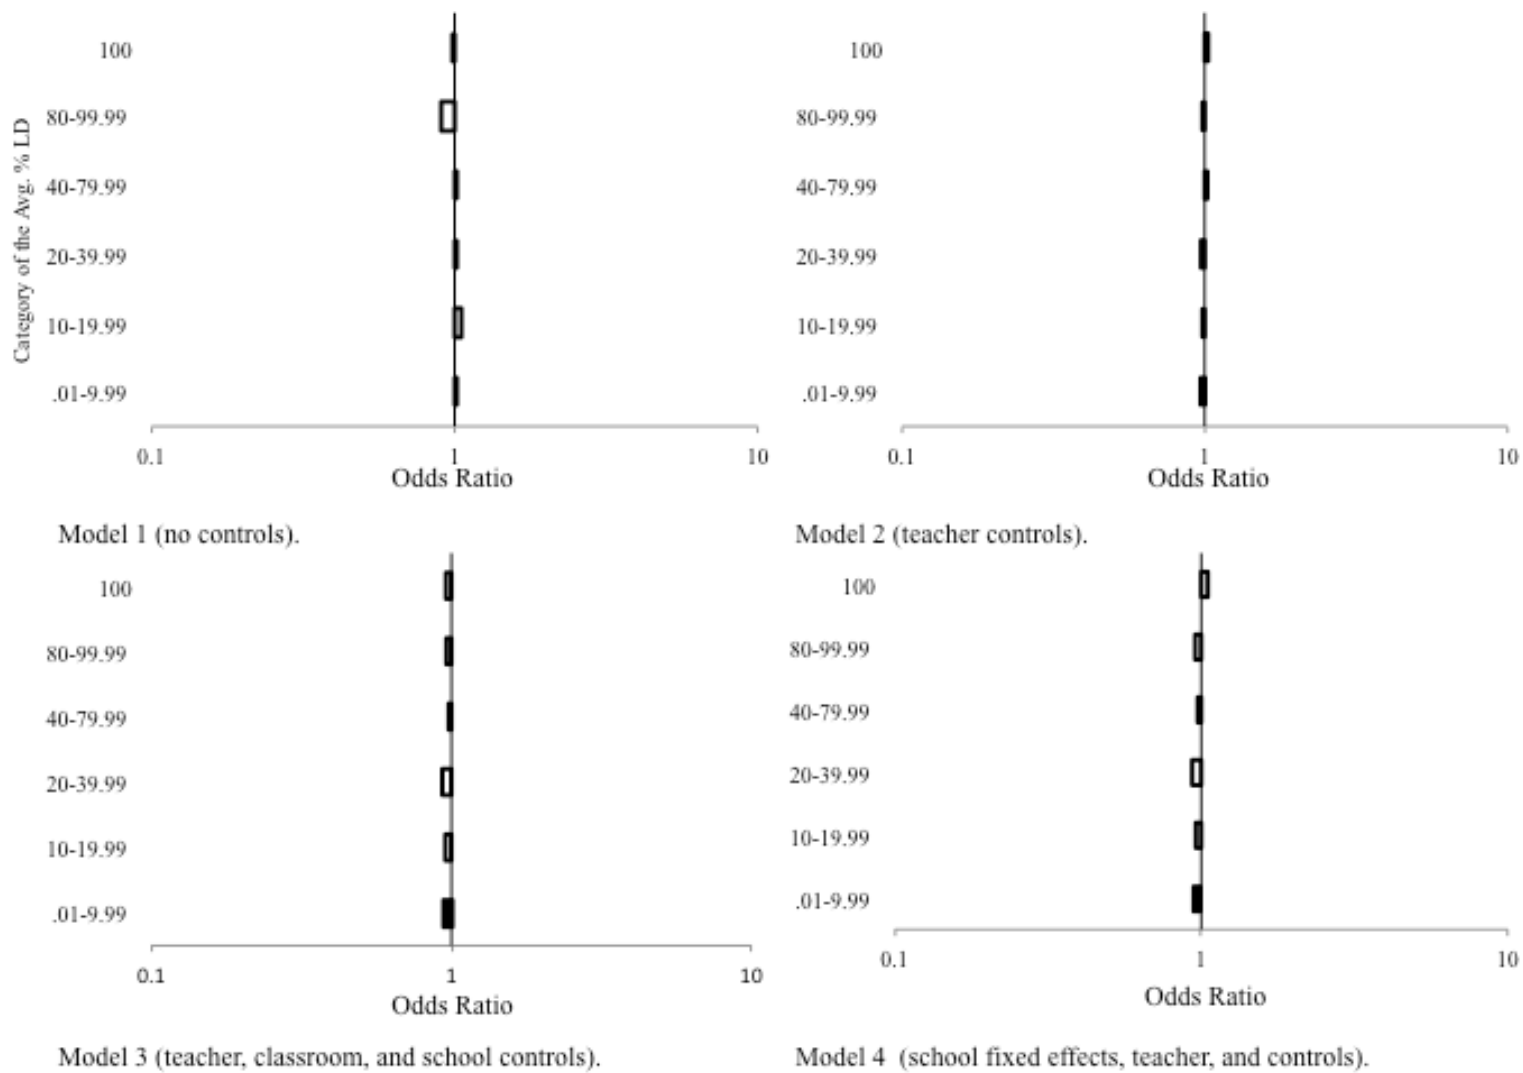 Category of the Avg. % LD
100
80-99.99
40-79.99
20-39.99
10-19.99
.01-9.99
0.1 1 10
Odds Ratio
Model 1 (no controls).
100
80-99.99
40-79.99
20-39.99
10-19.99
.01-9.99
0.1 1 10
Odds Ratio
Model 2 (teacher controls).
100
80-99.99
40-79.99
20-39.99
10-19.99
.01-9.99
0.1 1 10
Odds Ratio
Model 3 (teacher, classroom, and school controls).
100
80-99.99
40-79.99
20-39.99
10-19.99
.01-9.99
0.1 1 10
Odds Ratio
Model 4 (school fixed effects, teacher, and controls).